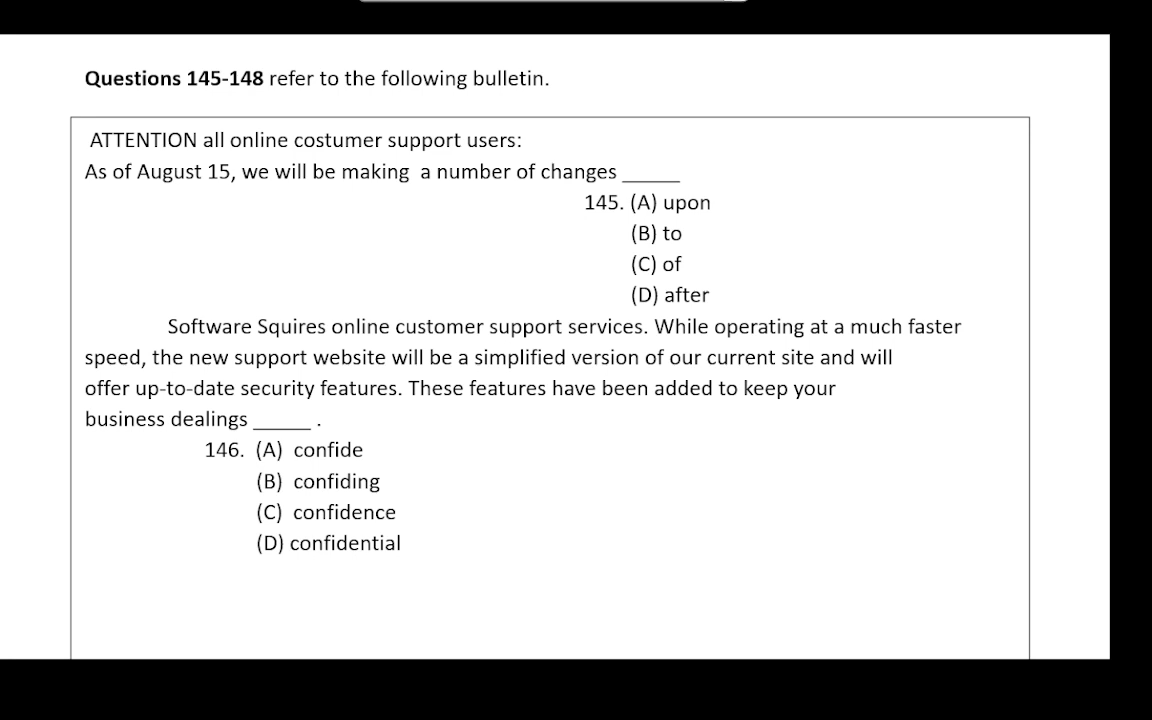 Questions 145-148 refer to the following bulletin.
ATTENTION all online costumer support users:
As of August 15, we will be making a number of changes _____
145. (A) upon
(B) to
(C) of
(D) after
Software Squires online customer support services. While operating at a much faster
speed, the new support website will be a simplified version of our current site and will
offer up-to-date security features. These features have been added to keep your
business dealings _____ .
146. (A) confide
(B) confiding
(C) confidence
(D) confidential